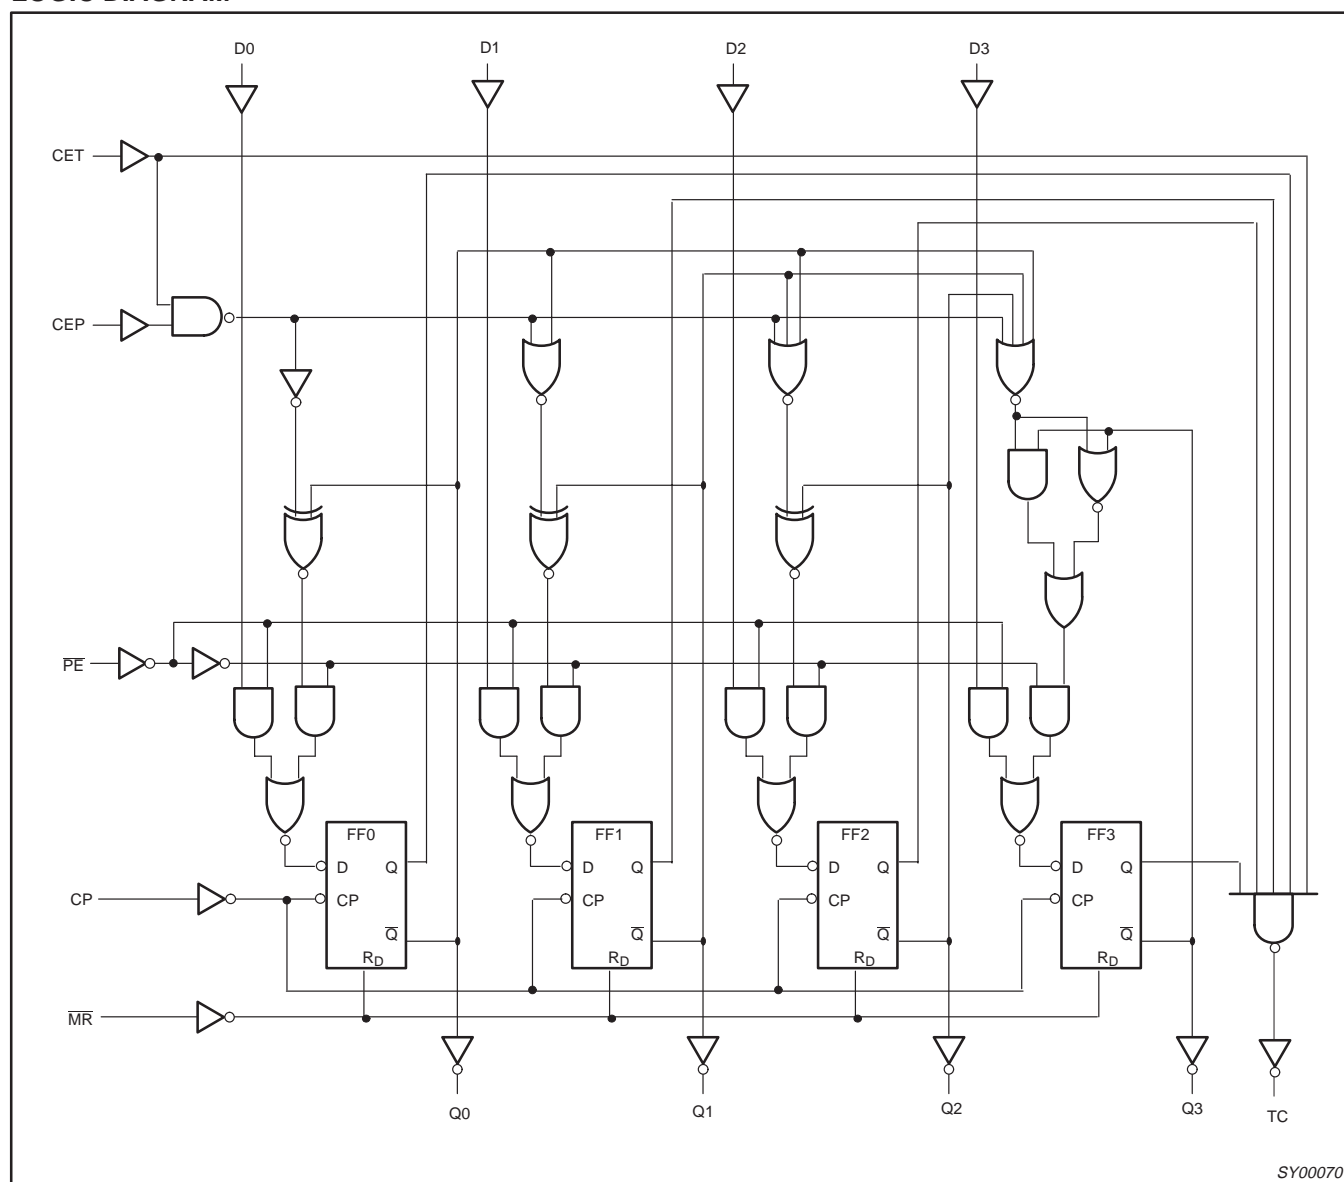 LOGIC DIAGRAM
D0 D1 D2 D3
CET
CEP
PE
FF0 FF1 FF2 FF3
D Q D Q D Q D Q
CP CP CP CP CP
Q Q Q Q
RD RD RD RD
MR
Q0 Q1 Q2 Q3 TC
SY00070